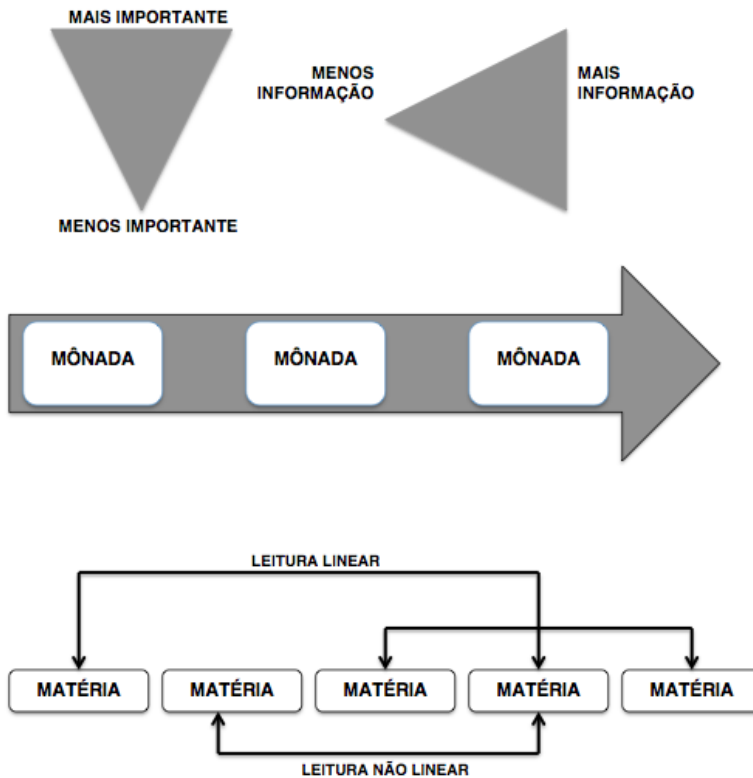 MAIS IMPORTANTE
MENOS IMPORTANTE
MENOS
INFORMAÇÃO
MAIS
INFORMAÇÃO
MÔNADA
MÔNADA
MÔNADA
LEITURA LINEAR
MATÉRIA
MATÉRIA
MATÉRIA
MATÉRIA
MATÉRIA
LEITURA NÃO LINEAR